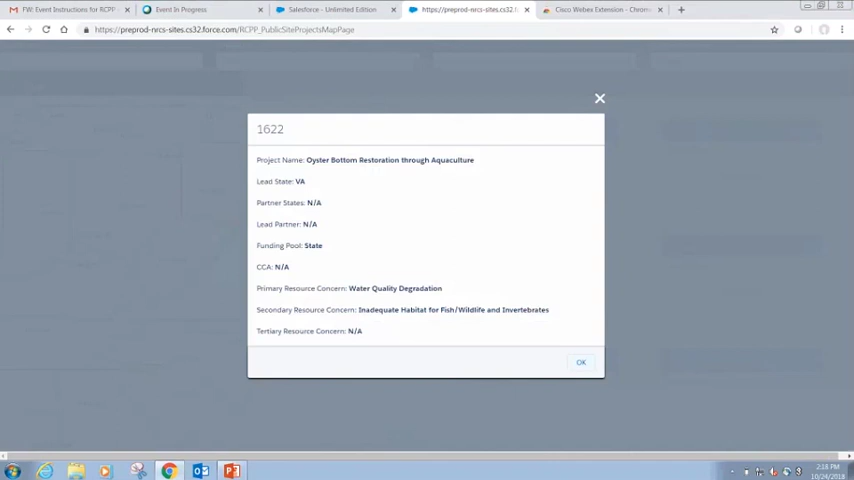 FW: Event Instructions for RCPP
Event In Progress
Salesforce - Unlimited Edition
https://preprod-nrcs-sites.cs32.f
Cisco Webex Extension - Chrom
https://preprod-nrcs-sites.cs32.force.com/RCPP_PublicSiteProjectsMapPage
1622
Project Name: Oyster Bottom Restoration through Aquaculture
Lead State: VA
Partner States: N/A
Lead Partner: N/A
Funding Pool: State
CCA: N/A
Primary Resource Concern: Water Quality Degradation
Secondary Resource Concern: Inadequate Habitat for Fish/Wildlife and Invertebrates
Tertiary Resource Concern: N/A
OK
2:18 PM